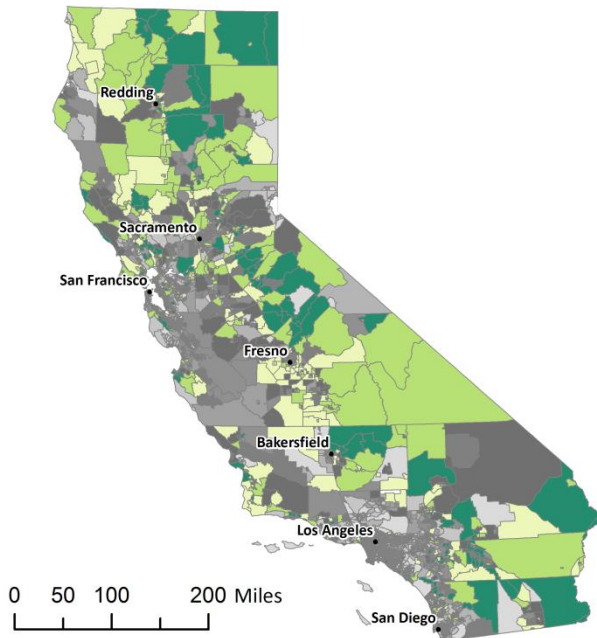 Redding
Sacramento
San Francisco
Fresno
Bakersfield
Los Angeles
0 50 100 200 Miles
San Diego